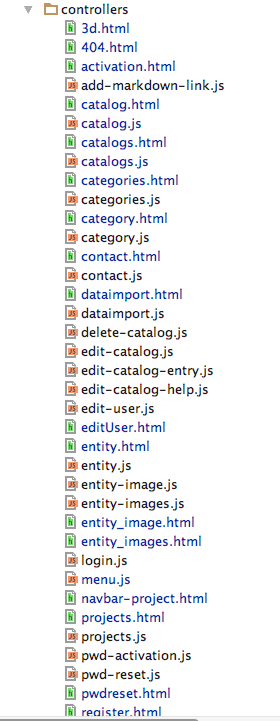 controllers
3d.html
404.html
activation.html
add-markdown-link.js
catalog.html
catalog.js
catalogs.html
catalogs.js
categories.html
categories.js
category.html
category.js
contact.html
contact.js
dataimport.html
dataimport.js
delete-catalog.js
edit-catalog.js
edit-catalog-entry.js
edit-catalog-help.js
edit-user.js
editUser.html
entity.html
entity.js
entity-image.js
entity-images.js
entity_image.html
entity_images.html
login.js
menu.js
navbar-project.html
projects.html
projects.js
pwd-activation.js
pwd-reset.js
pwdreset.html
register.html